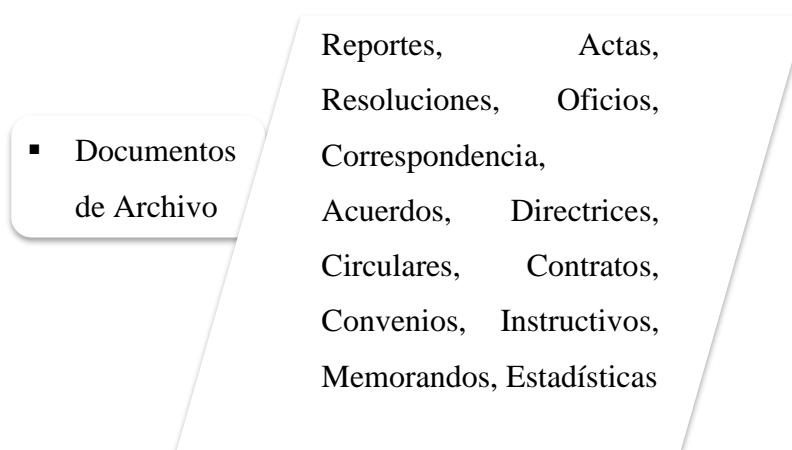 ▪ Documentos
de Archivo
Reportes, Actas,
Resoluciones, Oficios,
Correspondencia,
Acuerdos, Directrices,
Circulares, Contratos,
Convenios, Instructivos,
Memorandos, Estadísticas